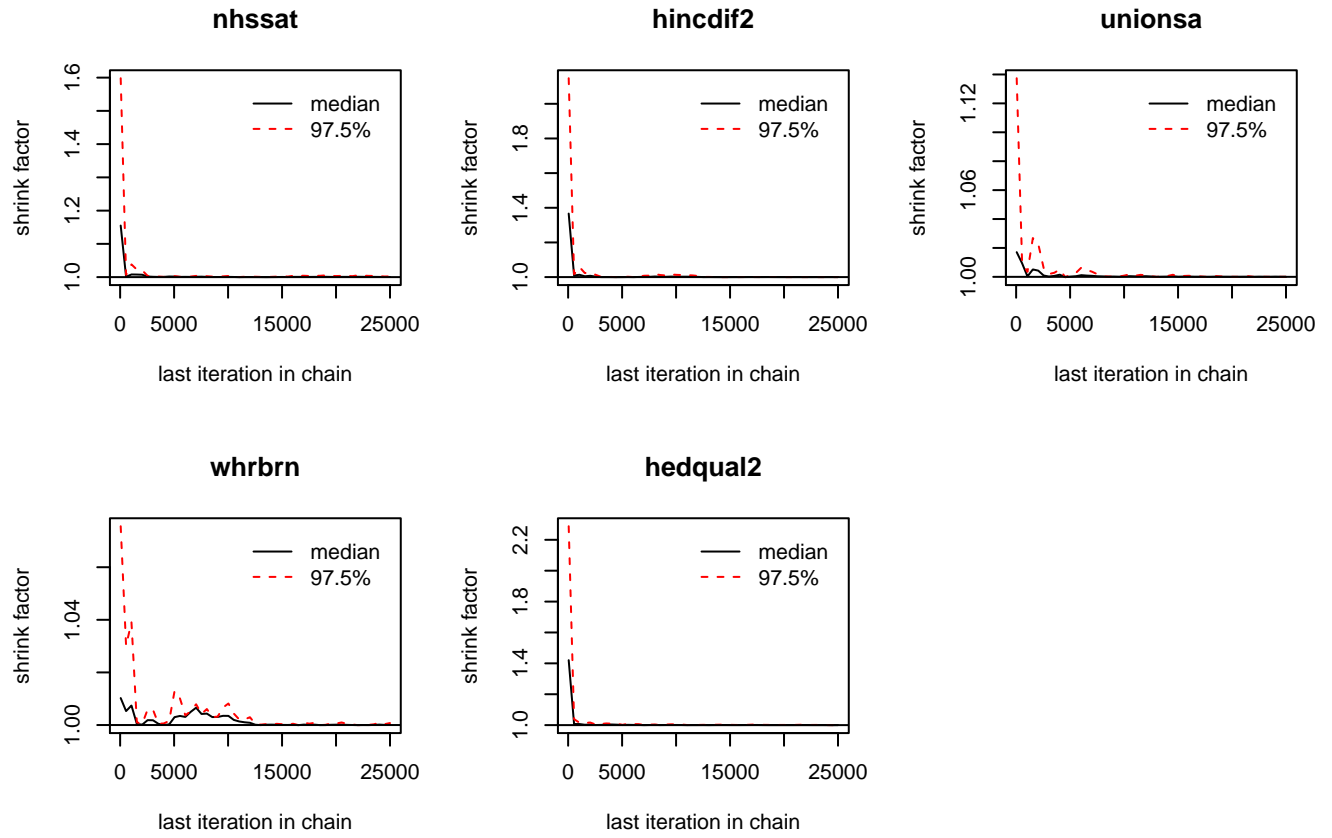 nhssat
shrink factor
1.0
1.2
1.4
1.6
median
97.5%
0
5000
15000
25000
last iteration in chain
hincdif2
shrink factor
1.0
1.4
1.8
median
97.5%
0
5000
15000
25000
last iteration in chain
unionsa
shrink factor
1.00
1.06
1.12
median
97.5%
0
5000
15000
25000
last iteration in chain
whrbrn
shrink factor
1.00
1.04
median
97.5%
0
5000
15000
25000
last iteration in chain
hedqual2
shrink factor
1.0
1.4
1.8
2.2
median
97.5%
0
5000
15000
25000
last iteration in chain